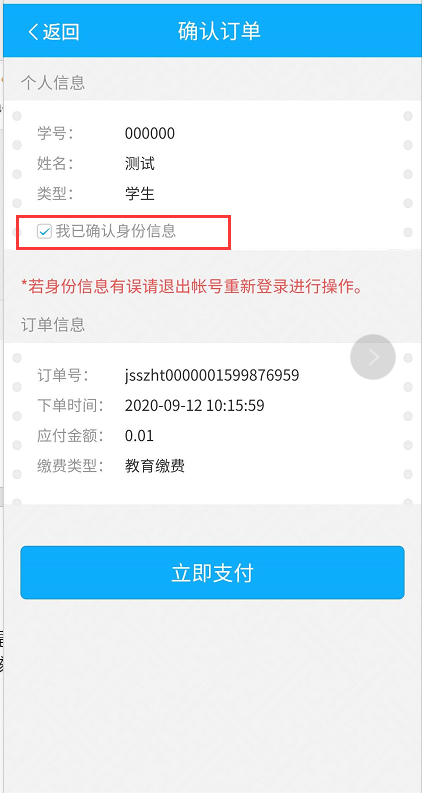 返回
确认订单
个人信息
学号： 000000
姓名： 测试
类型： 学生
我已确认身份信息
*若身份信息有误请退出帐号重新登录进行操作。
订单信息
订单号： jsszht0000001599876959
下单时间： 2020-09-12 10:15:59
应付金额： 0.01
缴费类型： 教育缴费
立即支付